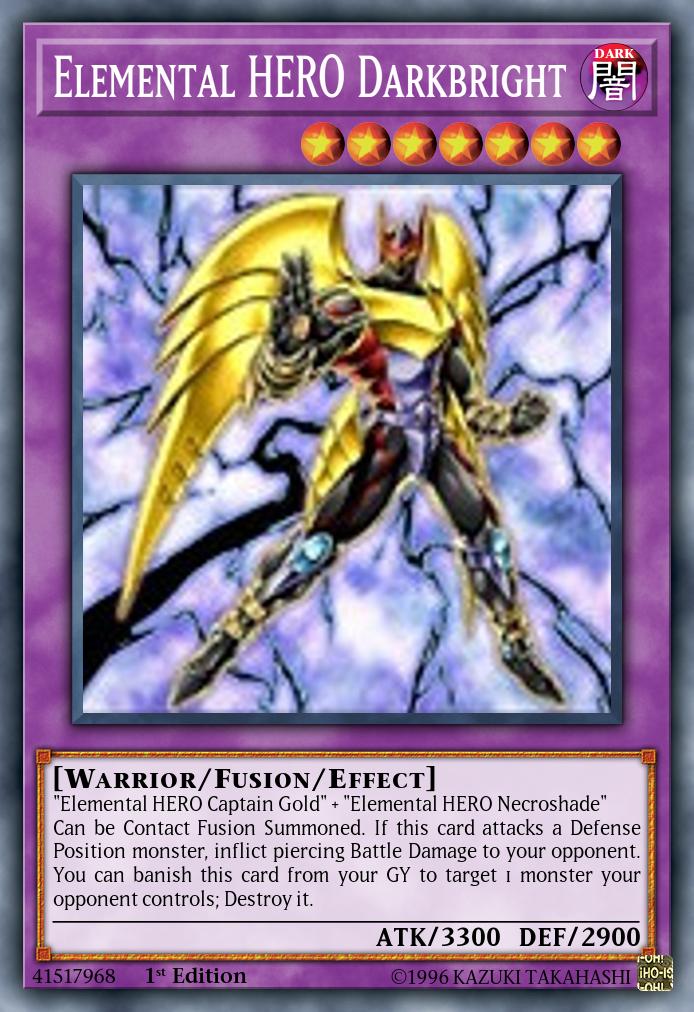 Elemental HERO Darkbright
DARK
闇
[Warrior/Fusion/Effect]
"Elemental HERO Captain Gold" + "Elemental HERO Necroshade"
Can be Contact Fusion Summoned. If this card attacks a Defense
Position monster, inflict piercing Battle Damage to your opponent.
You can banish this card from your GY to target 1 monster your
opponent controls; Destroy it.
ATK/3300 DEF/2900
41517968 1st Edition ©1996 KAZUKI TAKAHASHI